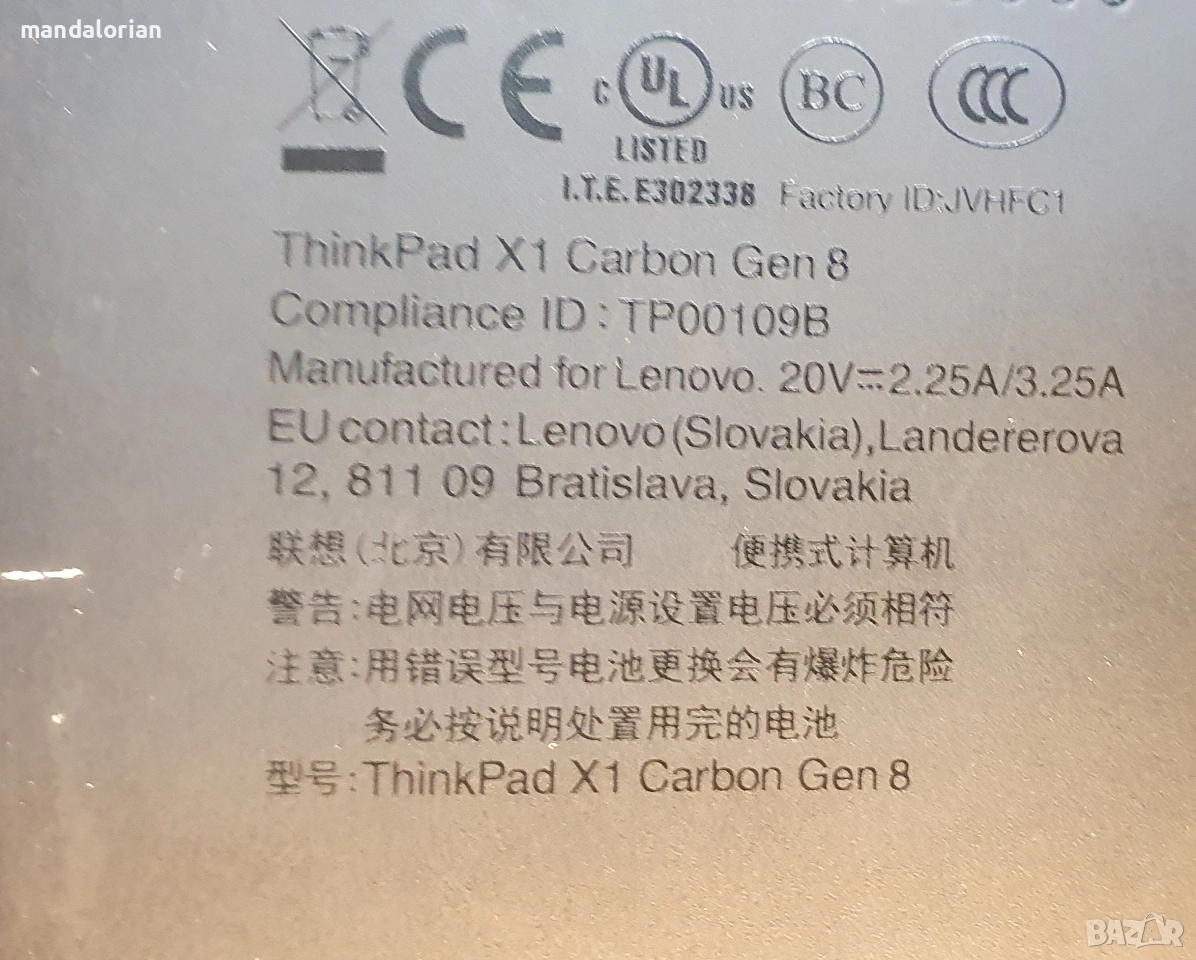 mandalorian
CE
C UL US BC CCC
LISTED
I.T.E. E302338 Factory ID:JVHFC1
ThinkPad X1 Carbon Gen 8
Compliance ID : TP00109B
Manufactured for Lenovo. 20V⎓2.25A/3.25A
EU contact:Lenovo(Slovakia),Landererova
12, 811 09 Bratislava, Slovakia
联想(北京)有限公司 便携式计算机
警告:电网电压与电源设置电压必须相符
注意:用错误型号电池更换会有爆炸危险
务必按说明处置用完的电池
型号:ThinkPad X1 Carbon Gen 8
BAZAR